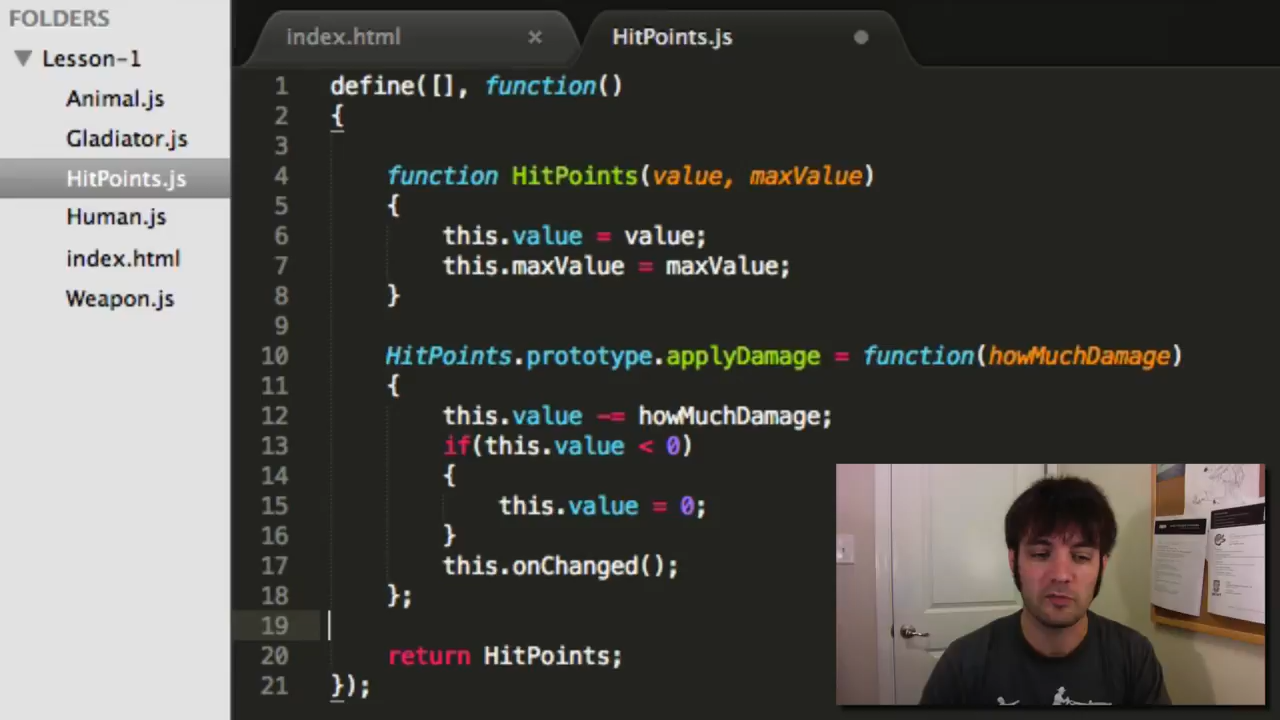 FOLDERS
Lesson-1
Animal.js
Gladiator.js
HitPoints.js
Human.js
index.html
Weapon.js
index.html ×
HitPoints.js
1 define([], function()
2 {
3
4 function HitPoints(value, maxValue)
5 {
6 this.value = value;
7 this.maxValue = maxValue;
8 }
9
10 HitPoints.prototype.applyDamage = function(howMuchDamage)
11 {
12 this.value -= howMuchDamage;
13 if(this.value < 0)
14 {
15 this.value = 0;
16 }
17 this.onChanged();
18 };
19
20 return HitPoints;
21 });